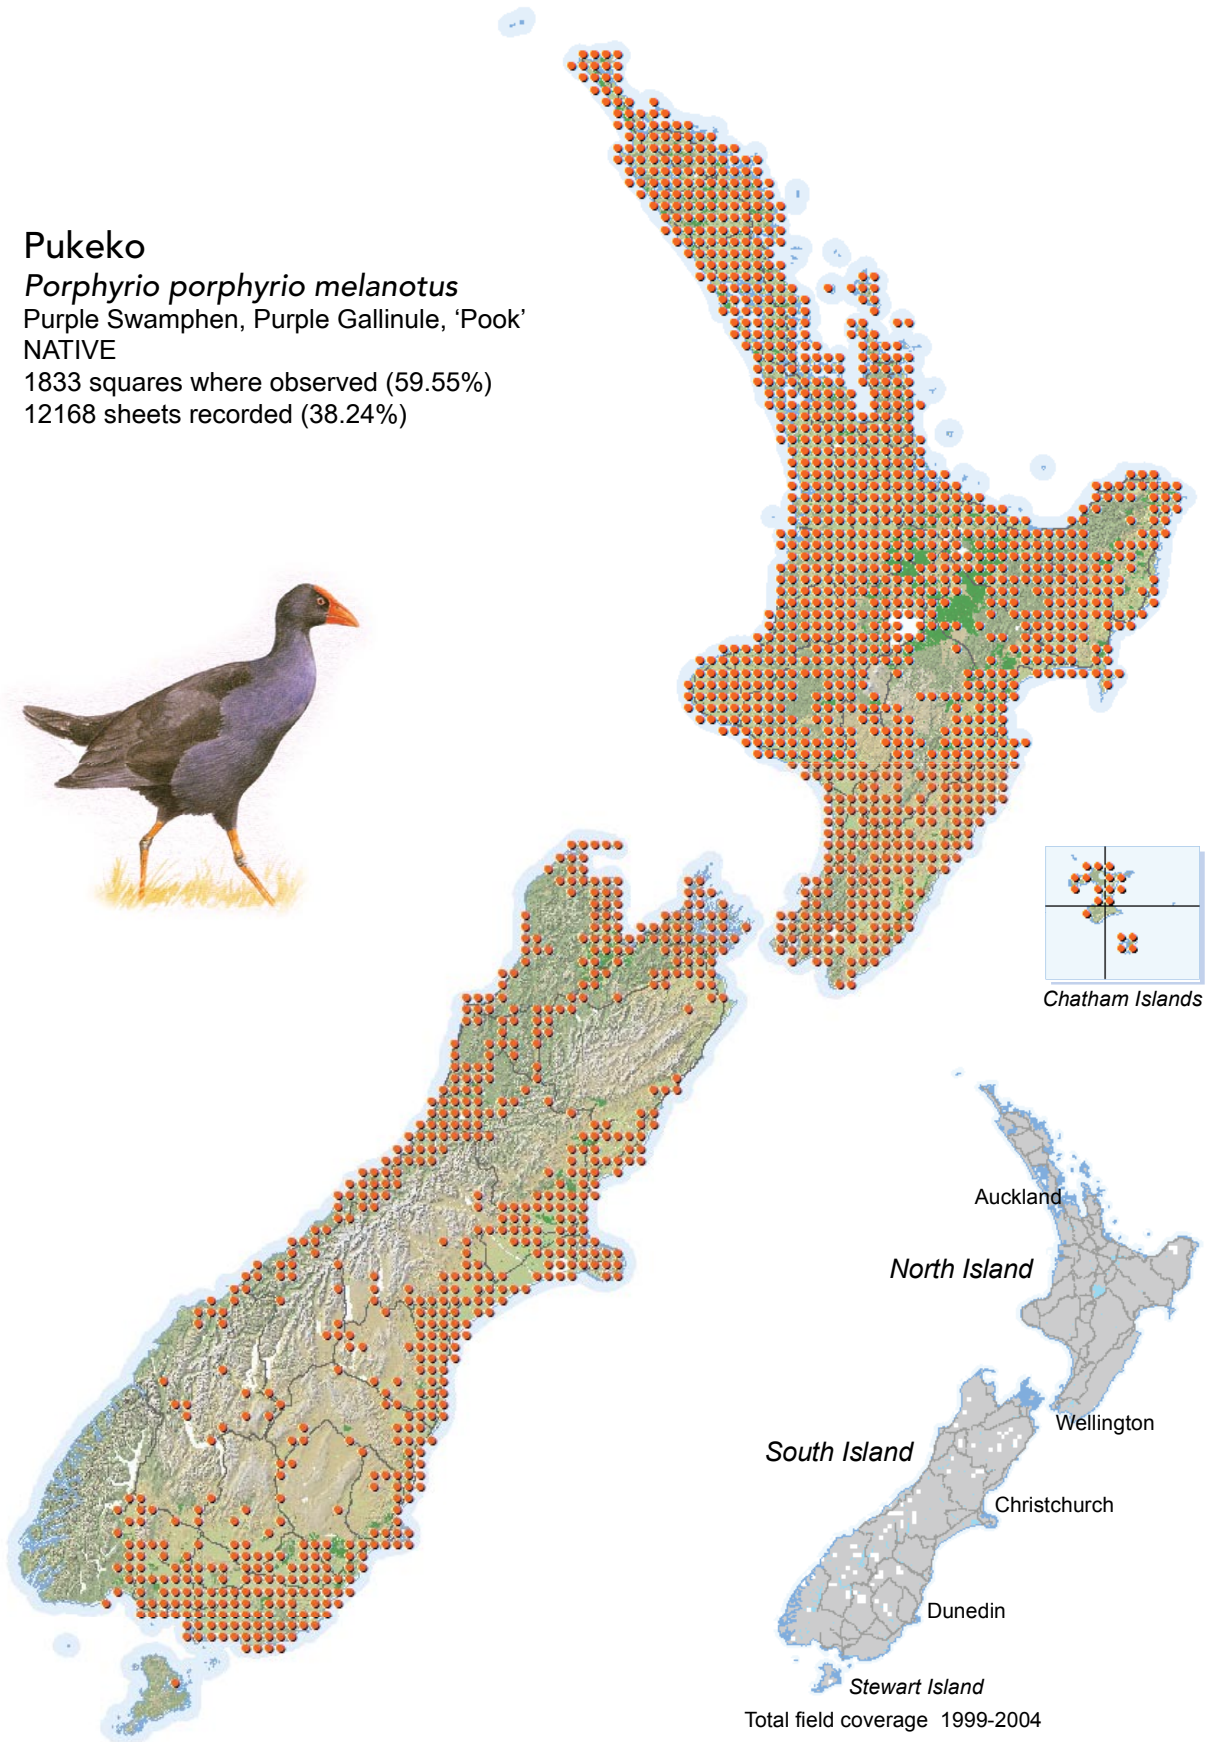 Pukeko
Porphyrio porphyrio melanotus
Purple Swamphen, Purple Gallinule, ‘Pook’
NATIVE
1833 squares where observed (59.55%)
12168 sheets recorded (38.24%)
Chatham Islands
Auckland
North Island
Wellington
South Island
Christchurch
Dunedin
Stewart Island
Total field coverage 1999-2004